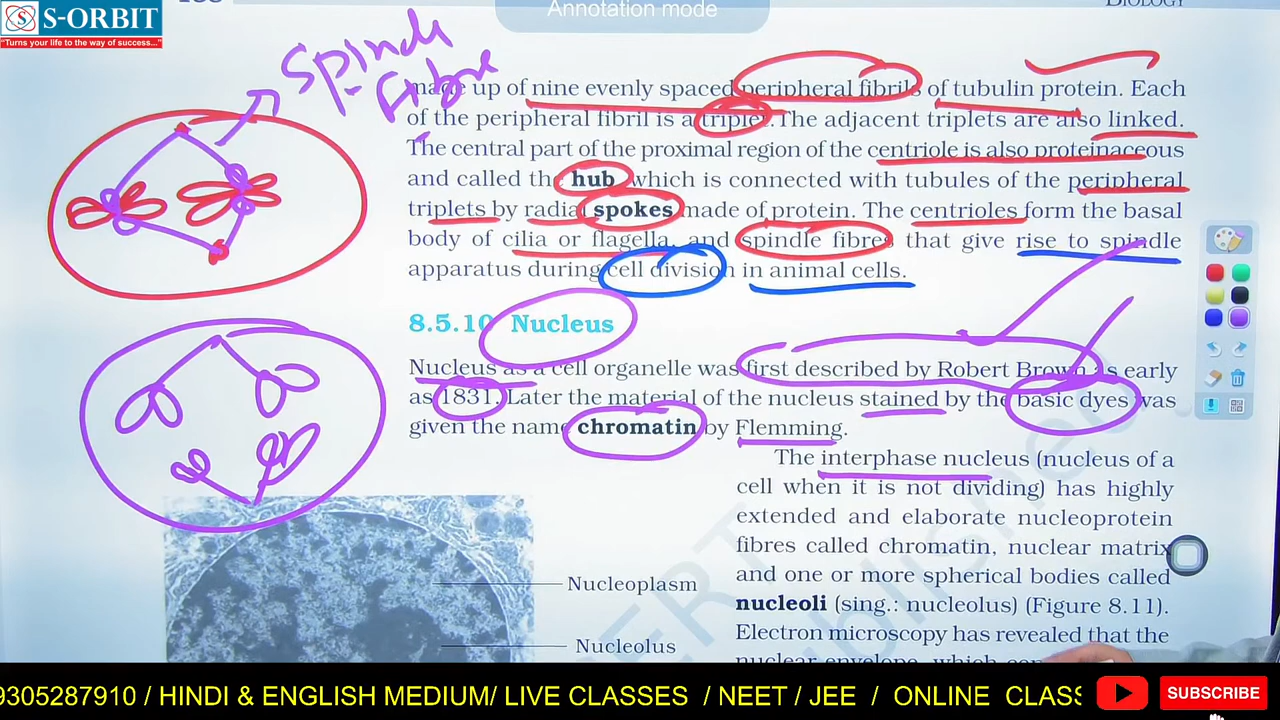 S-ORBIT
"Turns your life to the way of success..."
Annotation mode
BIOLOGY
Spindle
Fibre
made up of nine evenly spaced peripheral fibrils of tubulin protein. Each
of the peripheral fibril is a triplet. The adjacent triplets are also linked.
The central part of the proximal region of the centriole is also proteinaceous
and called the hub, which is connected with tubules of the peripheral
triplets by radial spokes made of protein. The centrioles form the basal
body of cilia or flagella, and spindle fibres that give rise to spindle
apparatus during cell division in animal cells.
8.5.10 Nucleus
Nucleus as a cell organelle was first described by Robert Brown as early
as 1831. Later the material of the nucleus stained by the basic dyes was
given the name chromatin by Flemming.
The interphase nucleus (nucleus of a
cell when it is not dividing) has highly
extended and elaborate nucleoprotein
fibres called chromatin, nuclear matrix
and one or more spherical bodies called
nucleoli (sing.: nucleolus) (Figure 8.11).
Electron microscopy has revealed that the
nuclear envelope, which
Nucleoplasm
Nucleolus
9305287910 / HINDI & ENGLISH MEDIUM/ LIVE CLASSES / NEET / JEE / ONLINE CLASS
SUBSCRIBE